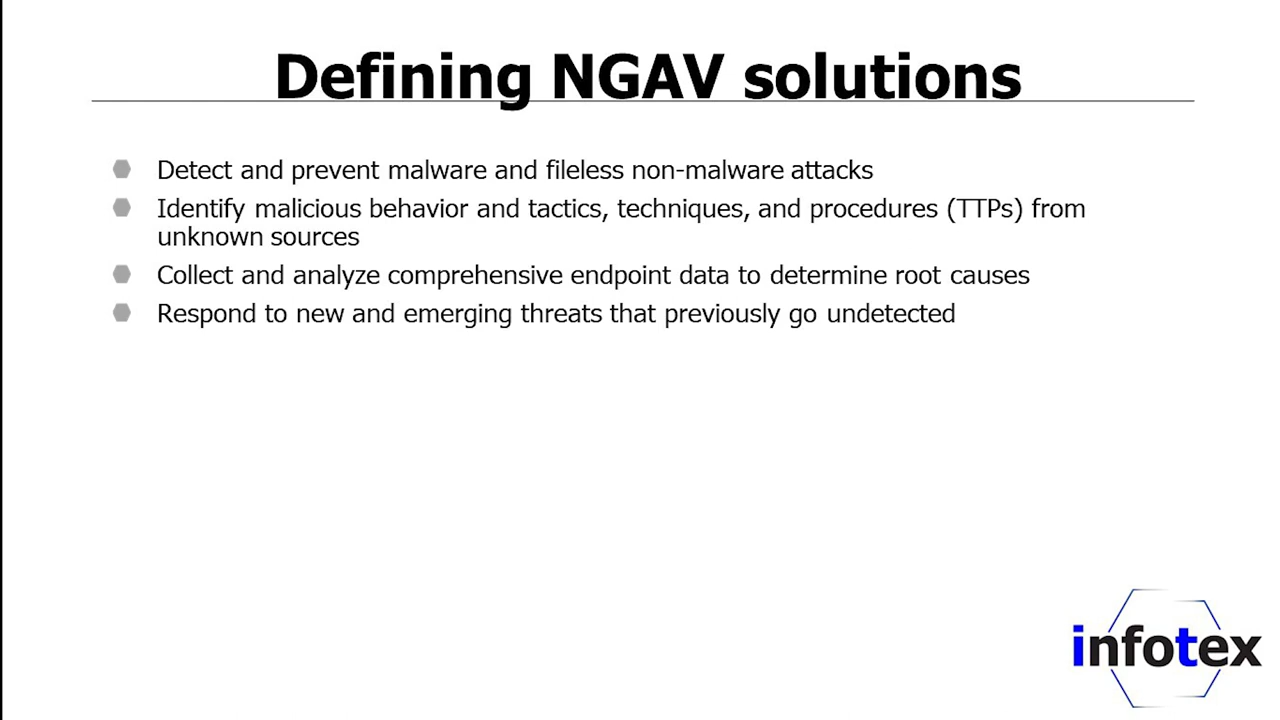 Defining NGAV solutions
Detect and prevent malware and fileless non-malware attacks
Identify malicious behavior and tactics, techniques, and procedures (TTPs) from
unknown sources
Collect and analyze comprehensive endpoint data to determine root causes
Respond to new and emerging threats that previously go undetected
infotex